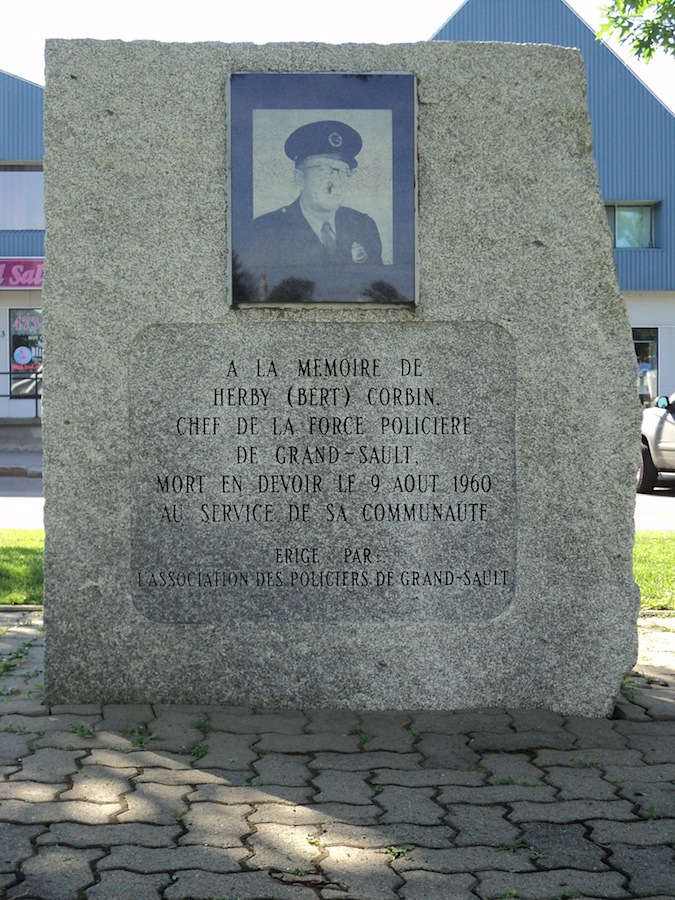 A LA MEMOIRE DE
HERBY (BERT) CORBIN,
CHEF DE LA FORCE POLICIERE
DE GRAND-SAULT,
MORT EN DEVOIR LE 9 AOUT 1960
AU SERVICE DE SA COMMUNAUTE
ERIGE PAR:
L'ASSOCIATION DES POLICIERS DE GRAND-SAULT
473